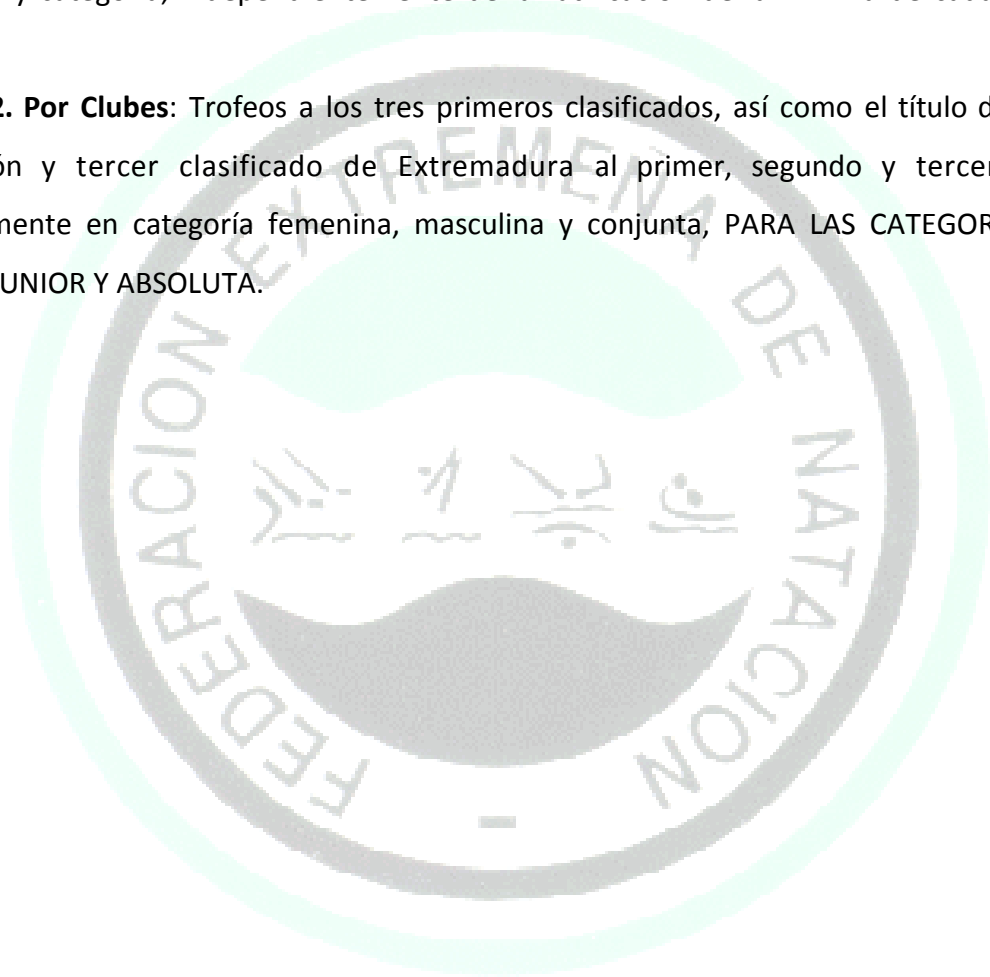 2. Por Clubes: Trofeos a los tres primeros clasificados, así como el título d
ón y tercer clasificado de Extremadura al primer, segundo y tercer
mente en categoría femenina, masculina y conjunta, PARA LAS CATEGOR
UNIOR Y ABSOLUTA.
FEDERACION EXTREMEÑA DE NATACION